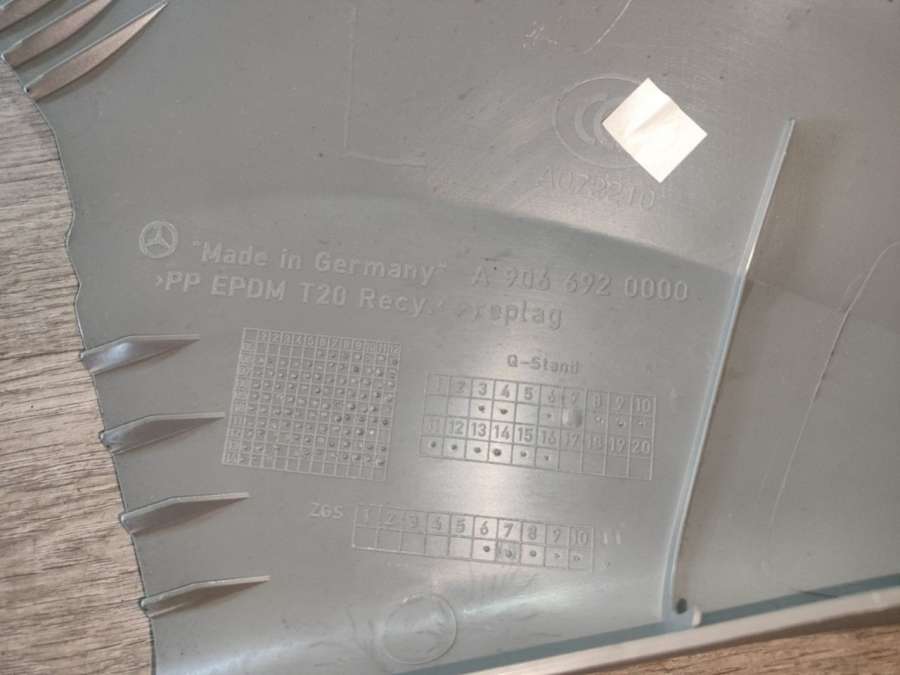 A072210
"Made in Germany" A 906 692 0000
>PP EPDM T20 Recy.<
Q-Stand
1 2 3 4 5 6 7 8 9 10
11 12 13 14 15 16 17 18 19 20
ZGS 1 2 3 4 5 6 7 8 9 10 11